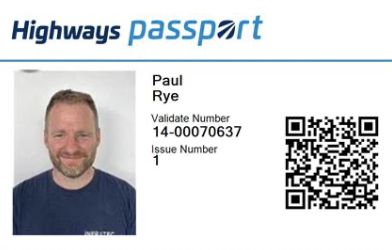 Highways passport
Paul
Rye
Validate Number
14-00070637
Issue Number
1